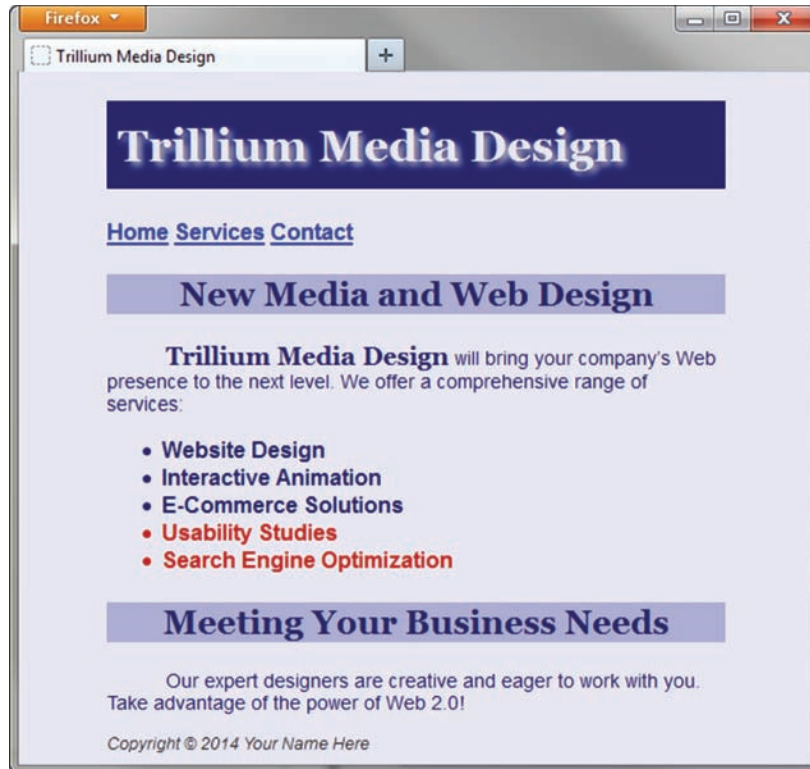 Firefox
Trillium Media Design
Trillium Media Design
Home Services Contact
New Media and Web Design
Trillium Media Design will bring your company's Web
presence to the next level. We offer a comprehensive range of
services:
• Website Design
• Interactive Animation
• E-Commerce Solutions
• Usability Studies
• Search Engine Optimization
Meeting Your Business Needs
Our expert designers are creative and eager to work with you.
Take advantage of the power of Web 2.0!
Copyright © 2014 Your Name Here